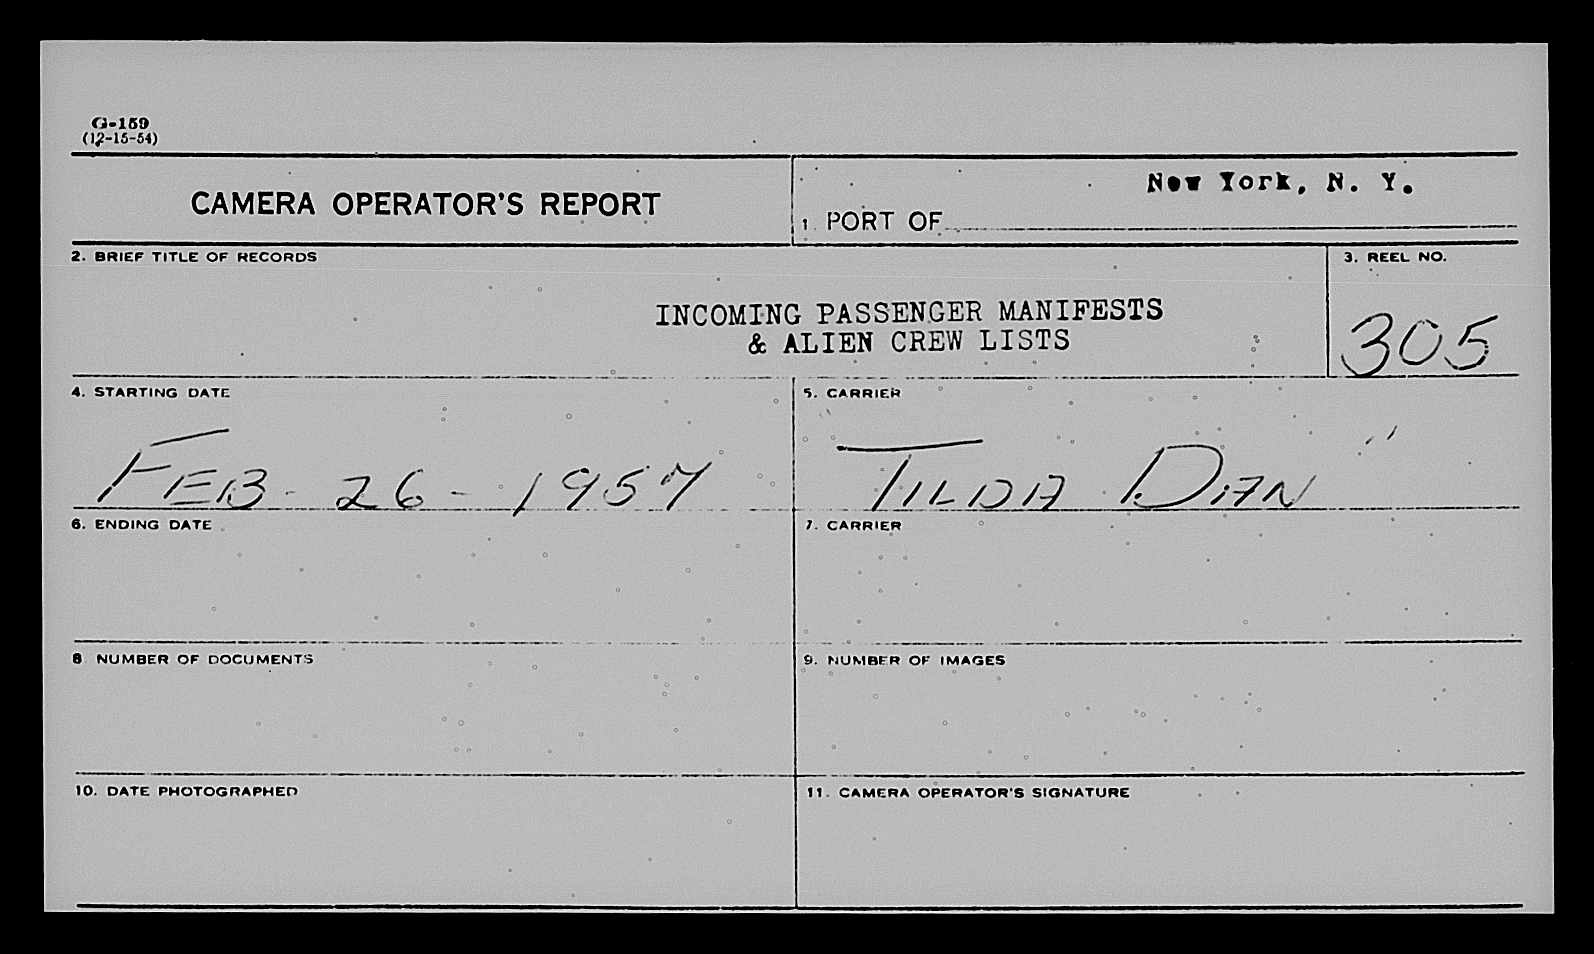 G-159
(12-15-54)
CAMERA OPERATOR'S REPORT
New York, N. Y.
1. PORT OF
2. BRIEF TITLE OF RECORDS
3. REEL NO.
INCOMING PASSENGER MANIFESTS
& ALIEN CREW LISTS
305
4. STARTING DATE
5. CARRIER
FEB - 26 - 1957
TILDA DAN "
6. ENDING DATE
7. CARRIER
8 NUMBER OF DOCUMENTS
9. NUMBER OF IMAGES
10. DATE PHOTOGRAPHED
11. CAMERA OPERATOR'S SIGNATURE